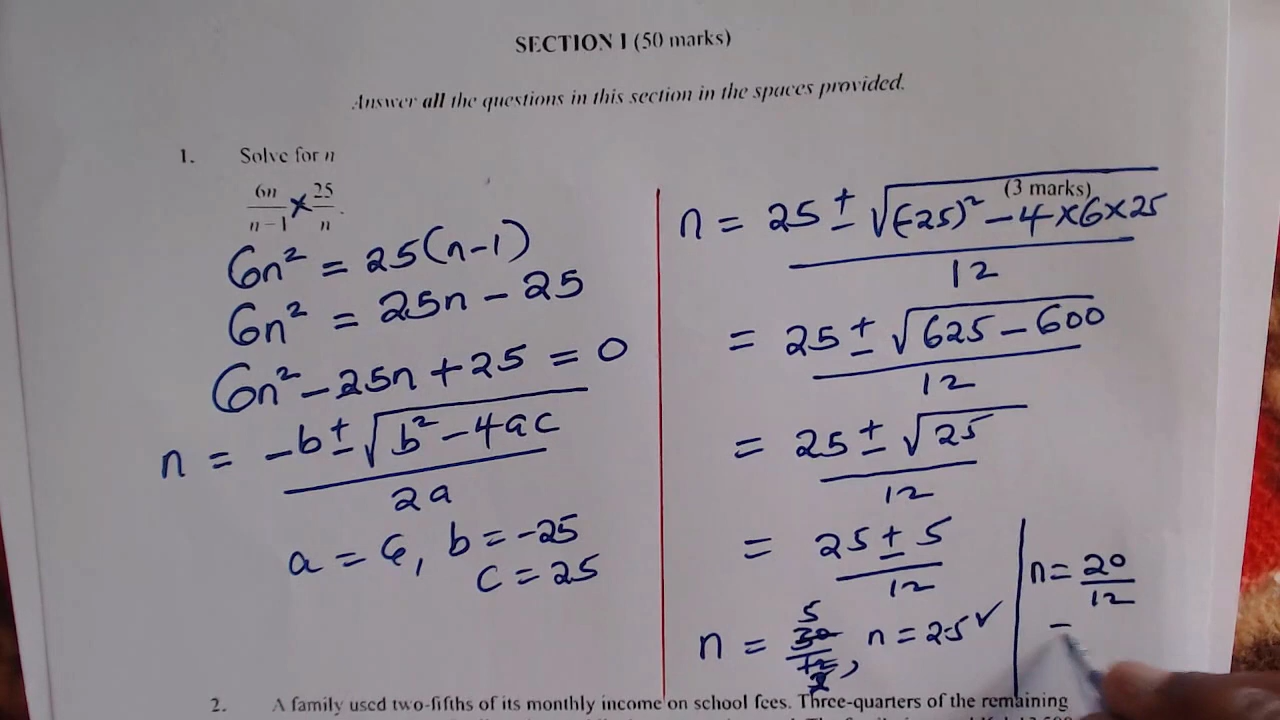 SECTION I (50 marks)
Answer all the questions in this section in the spaces provided.
1. Solve for n
(3 marks)
6n/n-1 × 25/n.
6n² = 25(n-1)
6n² = 25n - 25
6n² - 25n + 25 = 0
n = -b ± √b² - 4ac / 2a
a = 6, b = -25
c = 25
n = 25 ± √(-25)² - 4×6×25 / 12
= 25 ± √625 - 600 / 12
= 25 ± √25 / 12
= 25 ± 5 / 12
n = 5 30/12 2, n = 2.5 ✓
n = 20/12
=
2. A family used two-fifths of its monthly income on school fees. Three-quarters of the remaining